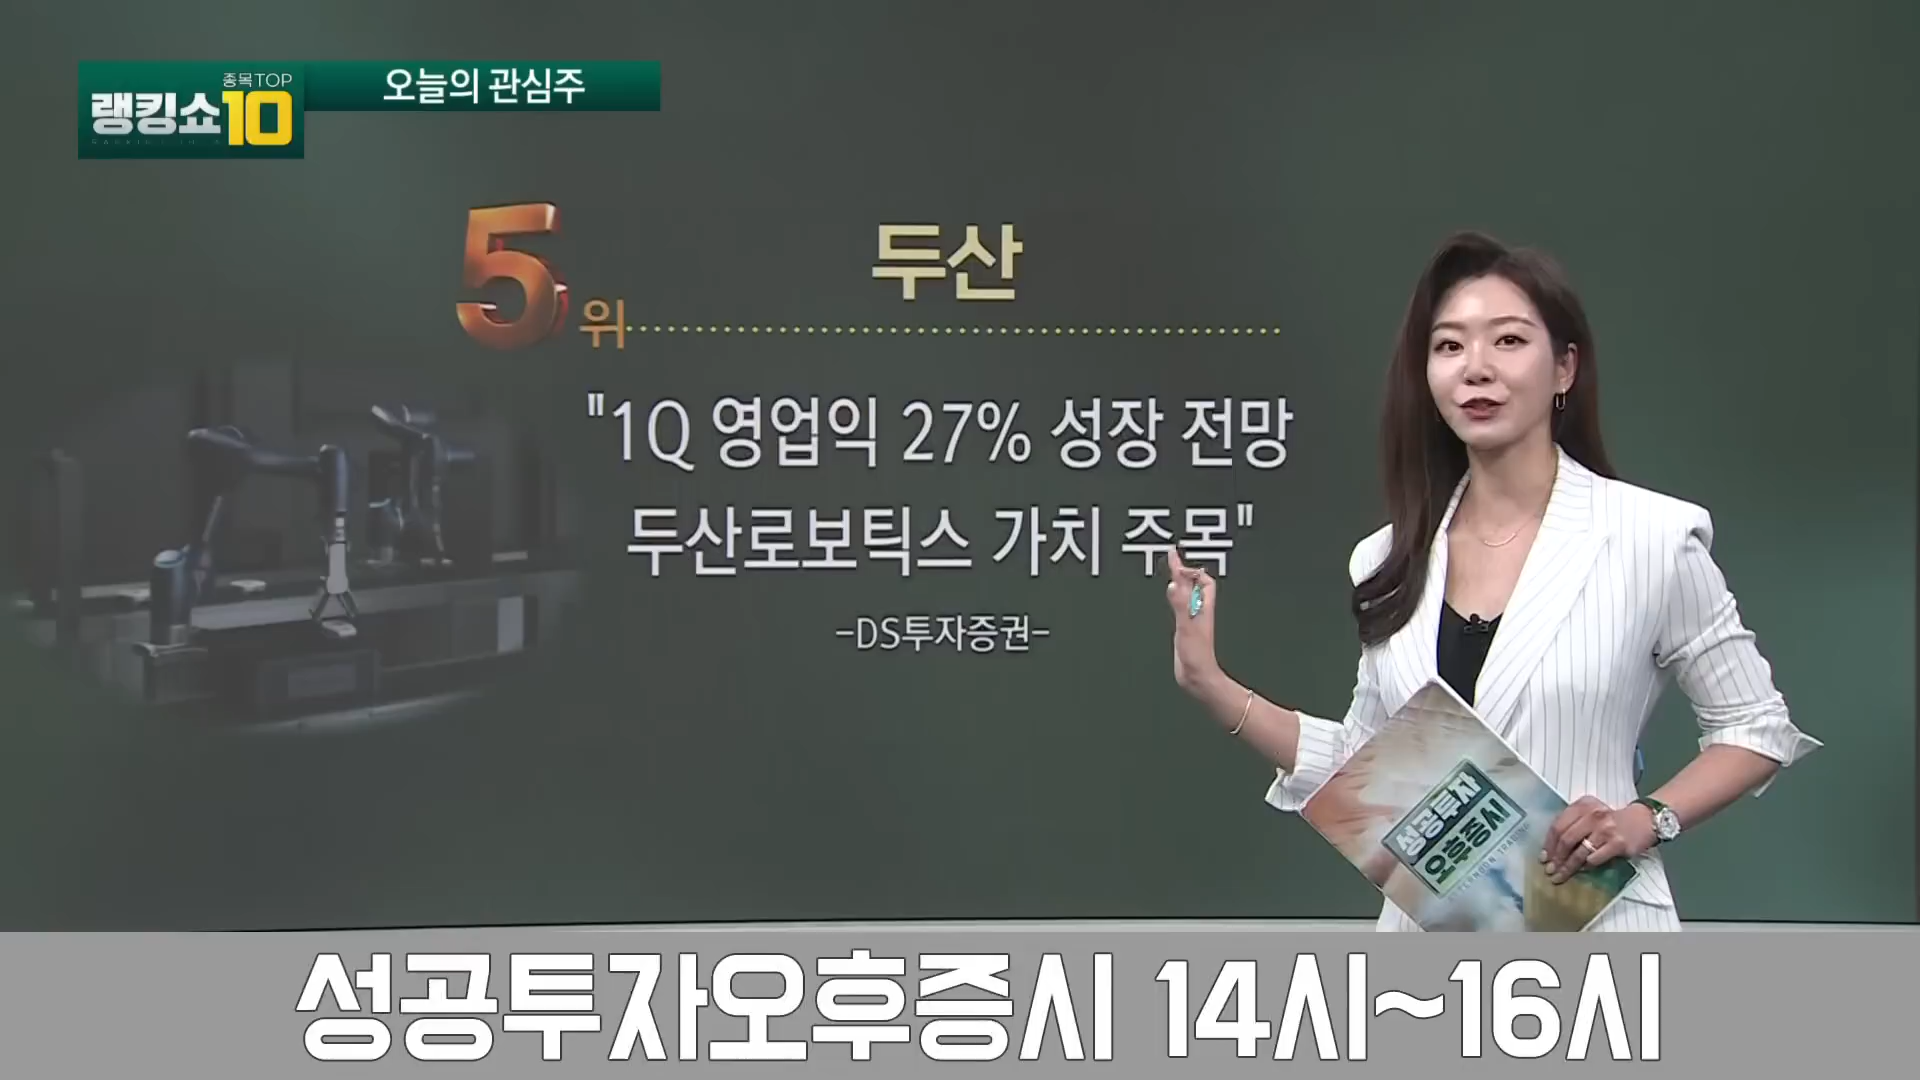 종목TOP
랭킹쇼10
오늘의 관심주
5위
두산
"1Q 영업익 27% 성장 전망
두산로보틱스 가치 주목"
-DS투자증권-
성공투자
오후증시
성공투자오후증시 14시~16시